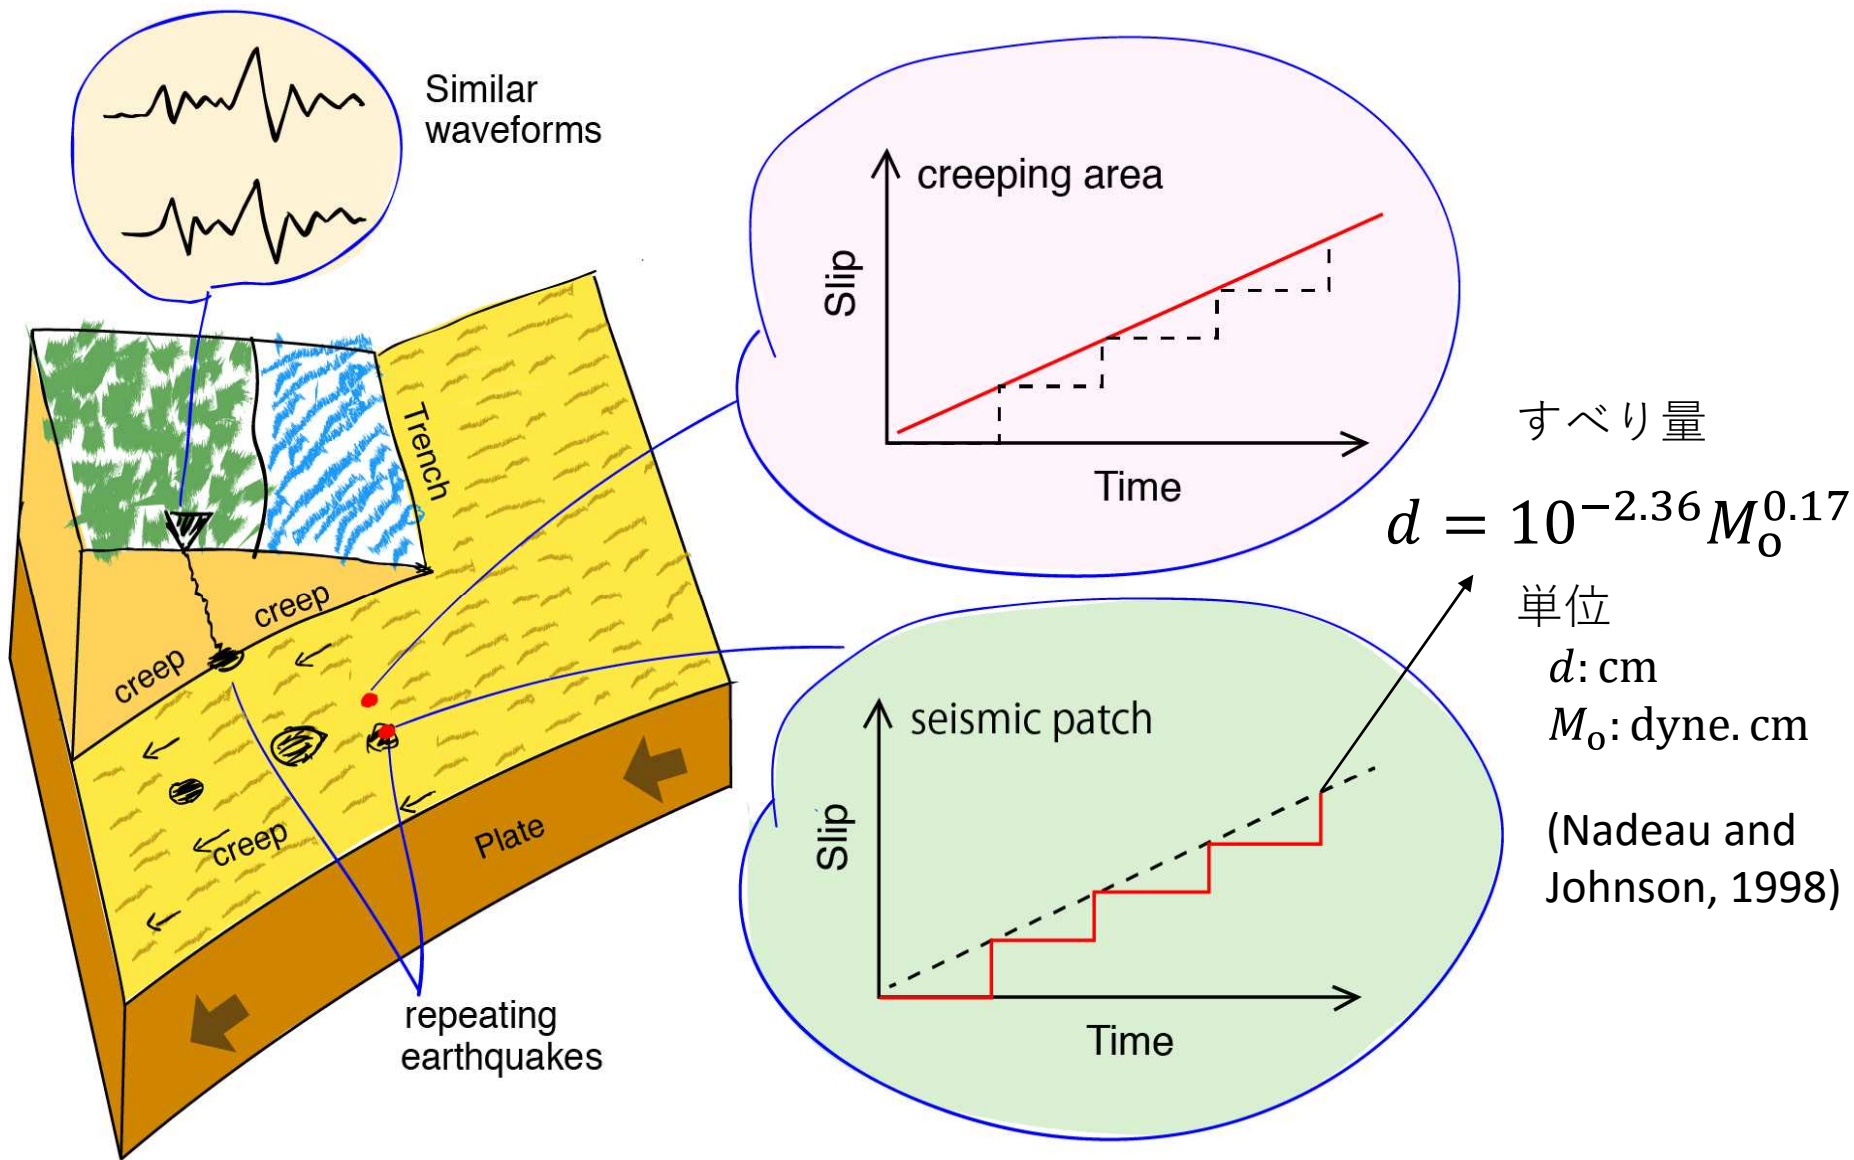 Similar
waveforms
creeping area
Slip
Time
Trench
creep
creep
creep
Plate
repeating
earthquakes
seismic patch
Slip
Time
すべり量
d = 10^{-2.36} M_o^{0.17}
単位
d: cm
M_o: dyne. cm
(Nadeau and
Johnson, 1998)